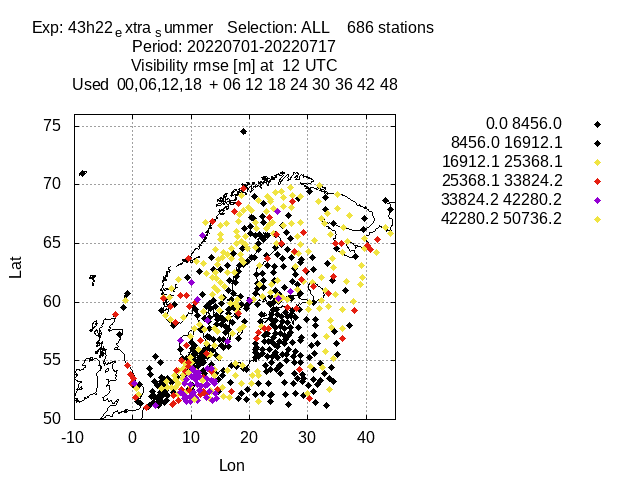 Exp: 43h22extrasummer Selection: ALL 686 stations
Period: 20220701-20220717
Visibility rmse [m] at 12 UTC
Used 00,06,12,18 + 06 12 18 24 30 36 42 48
0.0 8456.0
8456.0 16912.1
16912.1 25368.1
25368.1 33824.2
33824.2 42280.2
42280.2 50736.2
75
70
65
60
55
50
Lat
-10 0 10 20 30 40
Lon